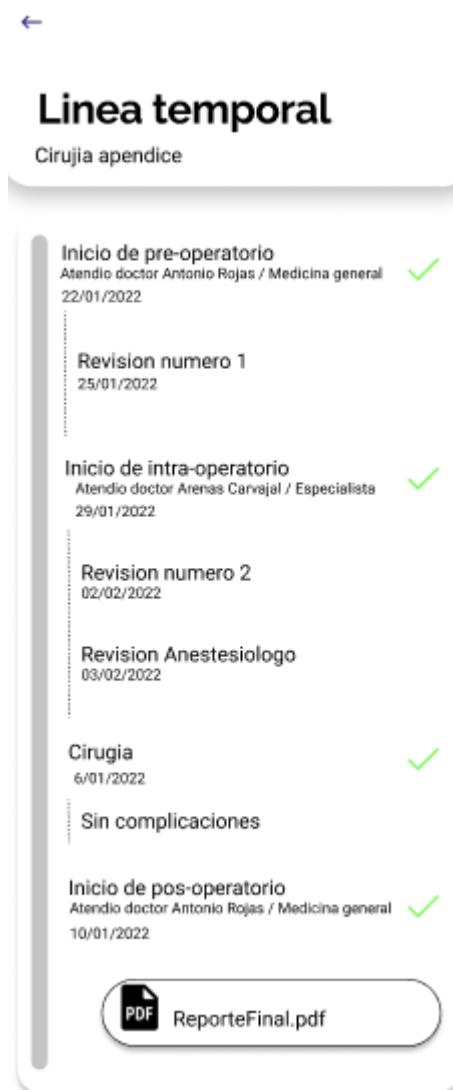 Linea temporal
Cirujia apendice
Inicio de pre-operatorio
Atendio doctor Antonio Rojas / Medicina general
22/01/2022
Revision numero 1
25/01/2022
Inicio de intra-operatorio
Atendio doctor Arenas Carvajal / Especialista
29/01/2022
Revision numero 2
02/02/2022
Revision Anestesiologo
03/02/2022
Cirugia
6/01/2022
Sin complicaciones
Inicio de pos-operatorio
Atendio doctor Antonio Rojas / Medicina general
10/01/2022
PDF ReporteFinal.pdf